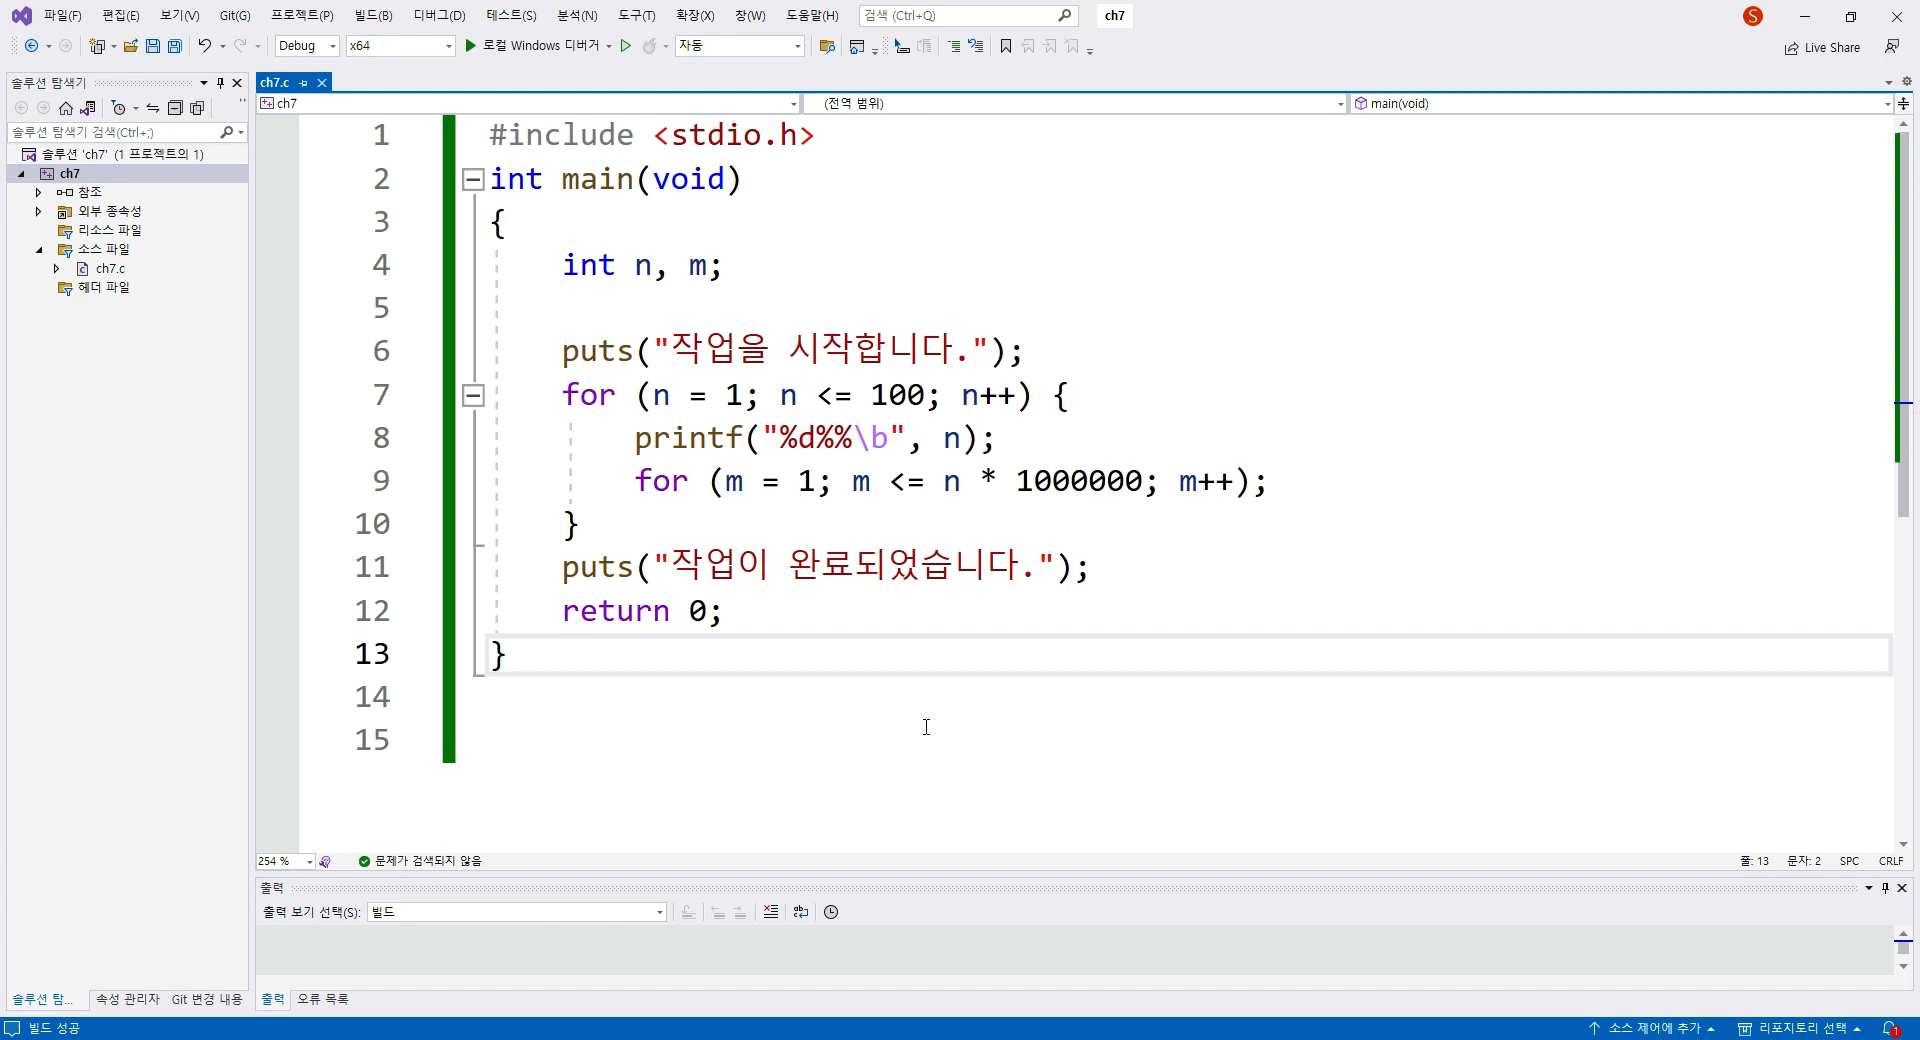 파일(F) 편집(E) 보기(V) Git(G) 프로젝트(P) 빌드(B) 디버그(D) 테스트(S) 분석(N) 도구(T) 확장(X) 창(W) 도움말(H) 검색 (Ctrl+Q) ch7 S
Debug x64 로컬 Windows 디버거 자동 Live Share
솔루션 탐색기
솔루션 탐색기 검색(Ctrl+;)
솔루션 'ch7' (1 프로젝트의 1)
ch7
참조
외부 종속성
리소스 파일
소스 파일
ch7.c
헤더 파일
솔루션 탐... 속성 관리자 Git 변경 내용
ch7.c
ch7 (전역 범위) main(void)
1 #include <stdio.h>
2 int main(void)
3 {
4 int n, m;
5
6 puts("작업을 시작합니다.");
7 for (n = 1; n <= 100; n++) {
8 printf("%d%%\b", n);
9 for (m = 1; m <= n * 1000000; m++);
10 }
11 puts("작업이 완료되었습니다.");
12 return 0;
13 }
14
15
254 % 문제가 검색되지 않음 줄: 13 문자: 2 SPC CRLF
출력
출력 보기 선택(S): 빌드
출력 오류 목록
빌드 성공 소스 제어에 추가 리포지토리 선택 1